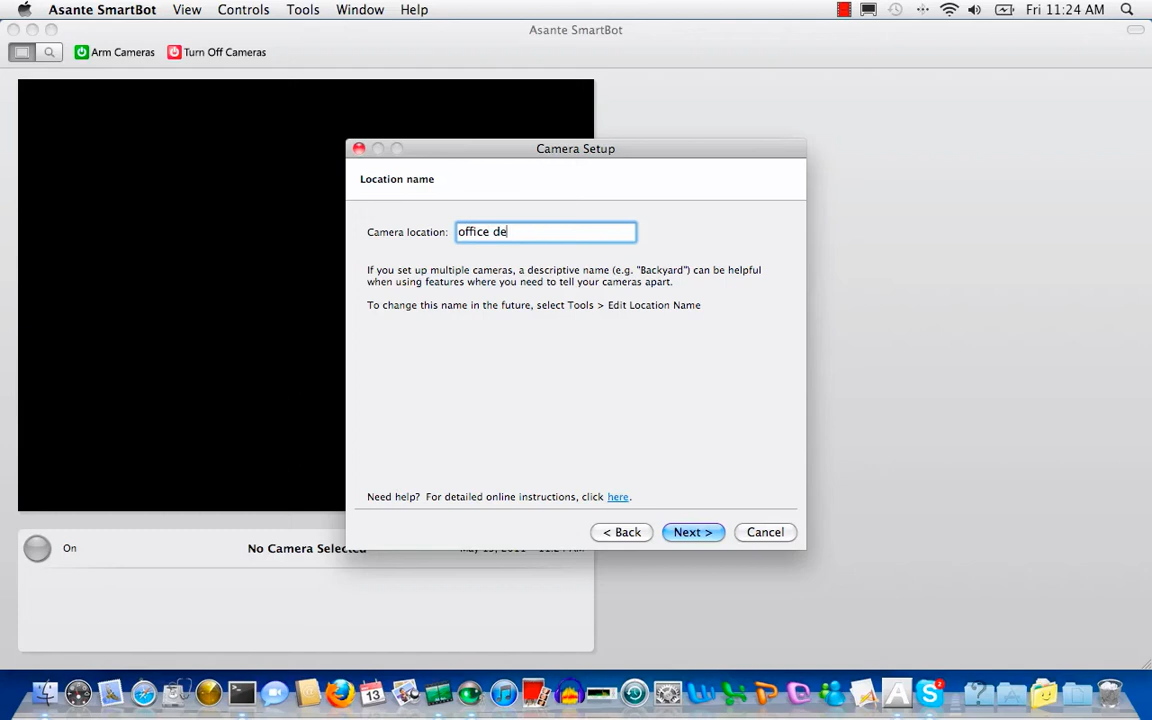 Asante SmartBot View Controls Tools Window Help Fri 11:24 AM
Asante SmartBot
Arm Cameras Turn Off Cameras
Camera Setup
Location name
Camera location: office de
If you set up multiple cameras, a descriptive name (e.g. "Backyard") can be helpful
when using features where you need to tell your cameras apart.
To change this name in the future, select Tools > Edit Location Name
Need help? For detailed online instructions, click here.
< Back Next > Cancel
On No Camera Selected